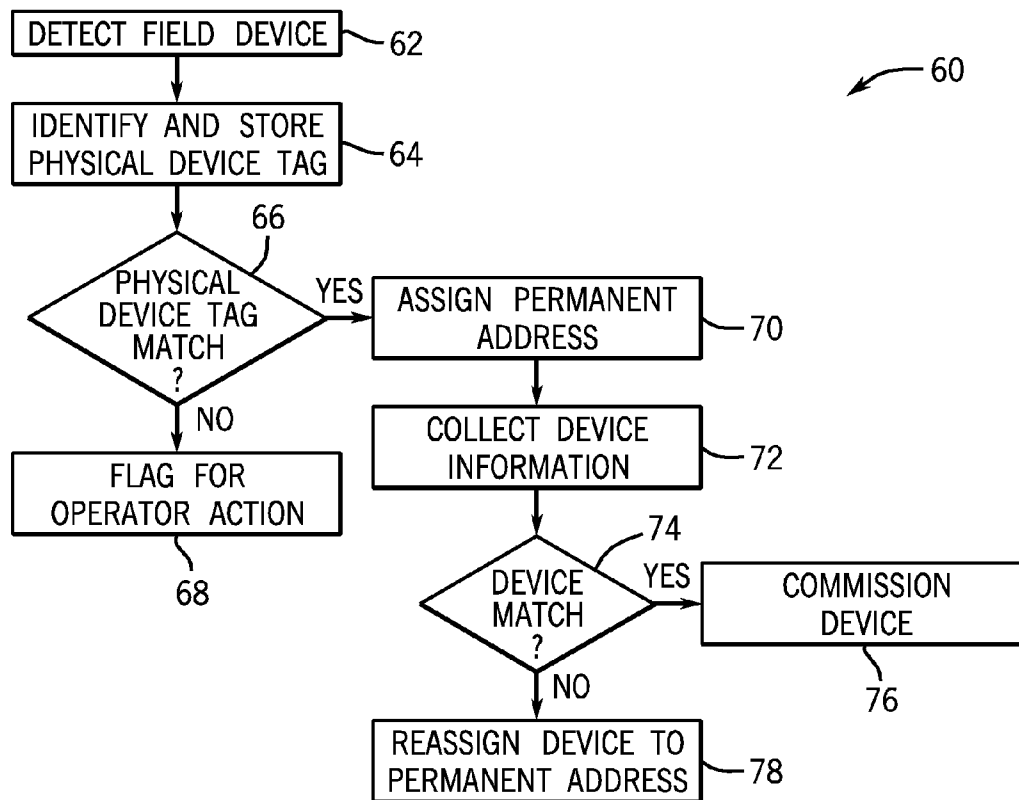 DETECT FIELD DEVICE
62
60
IDENTIFY AND STORE
PHYSICAL DEVICE TAG
64
66
PHYSICAL
DEVICE TAG
MATCH
?
YES
ASSIGN PERMANENT
ADDRESS
70
NO
FLAG FOR
OPERATOR ACTION
68
COLLECT DEVICE
INFORMATION
72
74
DEVICE
MATCH
?
YES
COMMISSION
DEVICE
76
NO
REASSIGN DEVICE TO
PERMANENT ADDRESS
78